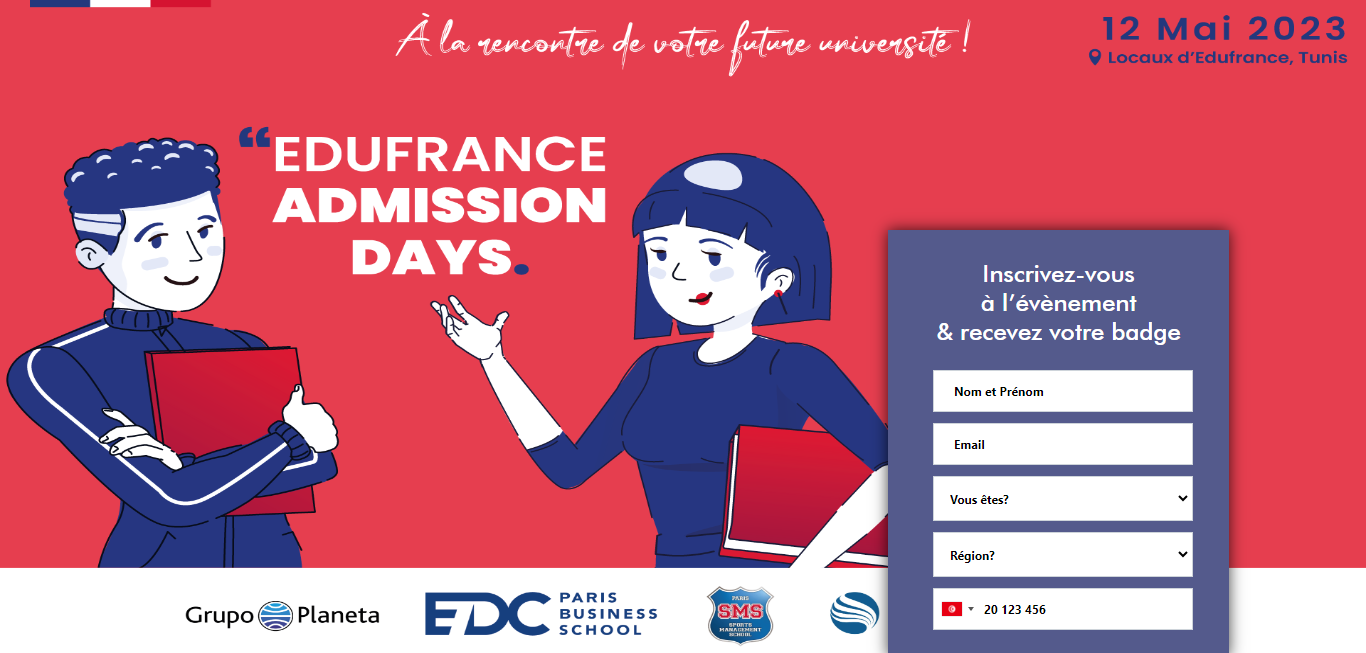 À la rencontre de votre future université !
12 Mai 2023
Locaux d'Edufrance, Tunis
“EDUFRANCE
ADMISSION
DAYS.
Inscrivez-vous
à l'évènement
& recevez votre badge
Nom et Prénom
Email
Vous êtes?
Région?
20 123 456
Grupo Planeta
EDC PARIS
BUSINESS
SCHOOL
PARIS
SMS
SPORTS
MANAGEMENT
SCHOOL